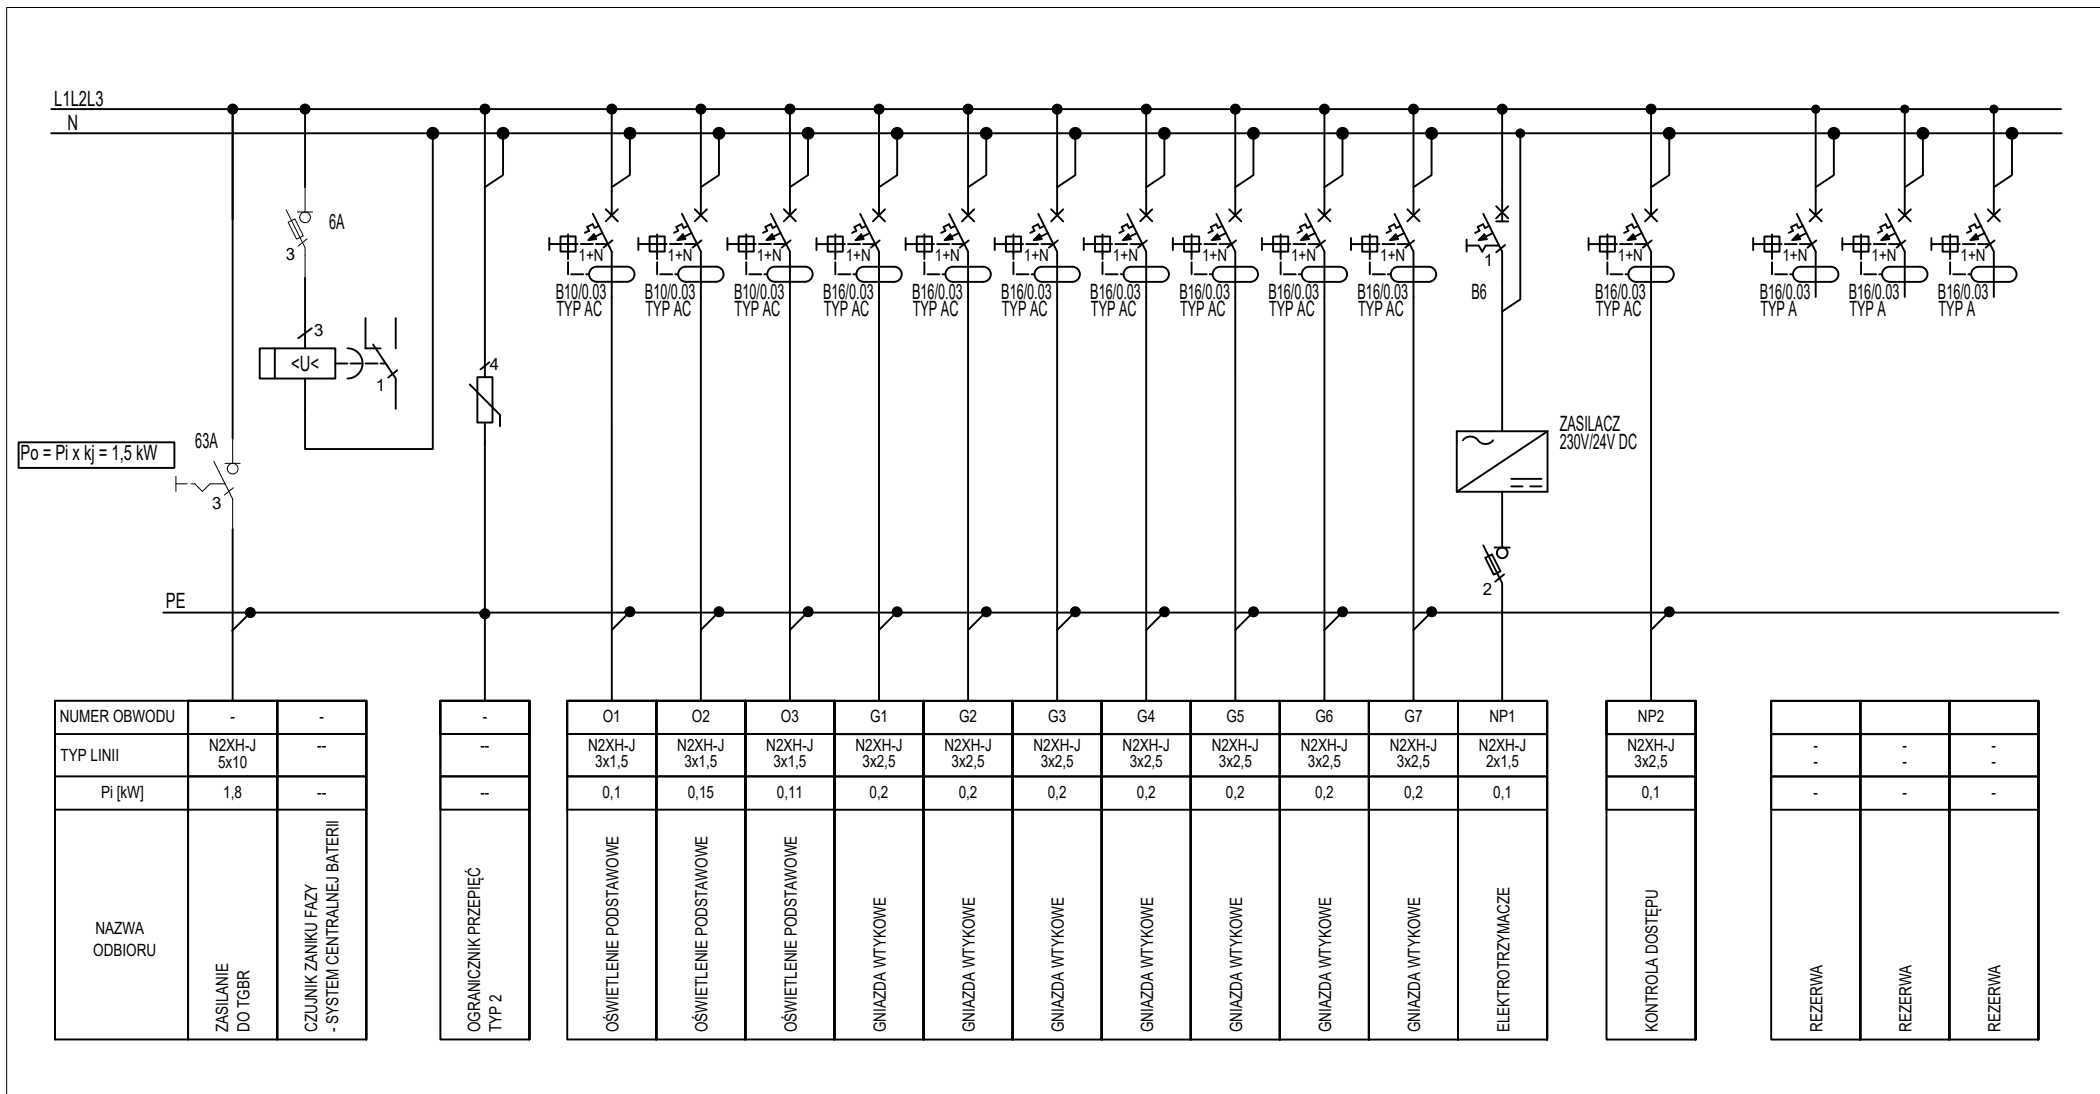 L1L2L3
N
6A
3
3
<U<
1
63A
Po = Pi x kj = 1,5 kW
3
4
1+N
B10/0.03
TYP AC
1+N
B10/0.03
TYP AC
1+N
B10/0.03
TYP AC
1+N
B16/0.03
TYP AC
1+N
B16/0.03
TYP AC
1+N
B16/0.03
TYP AC
1+N
B16/0.03
TYP AC
1+N
B16/0.03
TYP AC
1+N
B16/0.03
TYP AC
1+N
B16/0.03
TYP AC
1
B6
ZASILACZ
230V/24V DC
2
1+N
B16/0.03
TYP AC
1+N
B16/0.03
TYP A
1+N
B16/0.03
TYP A
1+N
B16/0.03
TYP A
PE
NUMER OBWODU - - - O1 O2 O3 G1 G2 G3 G4 G5 G6 G7 NP1 NP2
TYP LINII
N2XH-J -- -- N2XH-J N2XH-J N2XH-J N2XH-J N2XH-J N2XH-J N2XH-J N2XH-J N2XH-J N2XH-J N2XH-J N2XH-J - - -
5x10 3x1,5 3x1,5 3x1,5 3x2,5 3x2,5 3x2,5 3x2,5 3x2,5 3x2,5 3x2,5 2x1,5 3x2,5 - - -
Pi [kW] 1,8 -- -- 0,1 0,15 0,11 0,2 0,2 0,2 0,2 0,2 0,2 0,2 0,1 0,1 - - -
NAZWA
ODBIORU
ZASILANIE
DO TGBR
CZUJNIK ZANIKU FAZY
- SYSTEM CENTRALNEJ BATERII
OGRANICZNIK PRZEPIĘĆ
TYP 2
OŚWIETLENIE PODSTAWOWE
OŚWIETLENIE PODSTAWOWE
OŚWIETLENIE PODSTAWOWE
GNIAZDA WTYKOWE
GNIAZDA WTYKOWE
GNIAZDA WTYKOWE
GNIAZDA WTYKOWE
GNIAZDA WTYKOWE
GNIAZDA WTYKOWE
GNIAZDA WTYKOWE
ELEKTROTRZYMACZE
KONTROLA DOSTĘPU
REZERWA
REZERWA
REZERWA